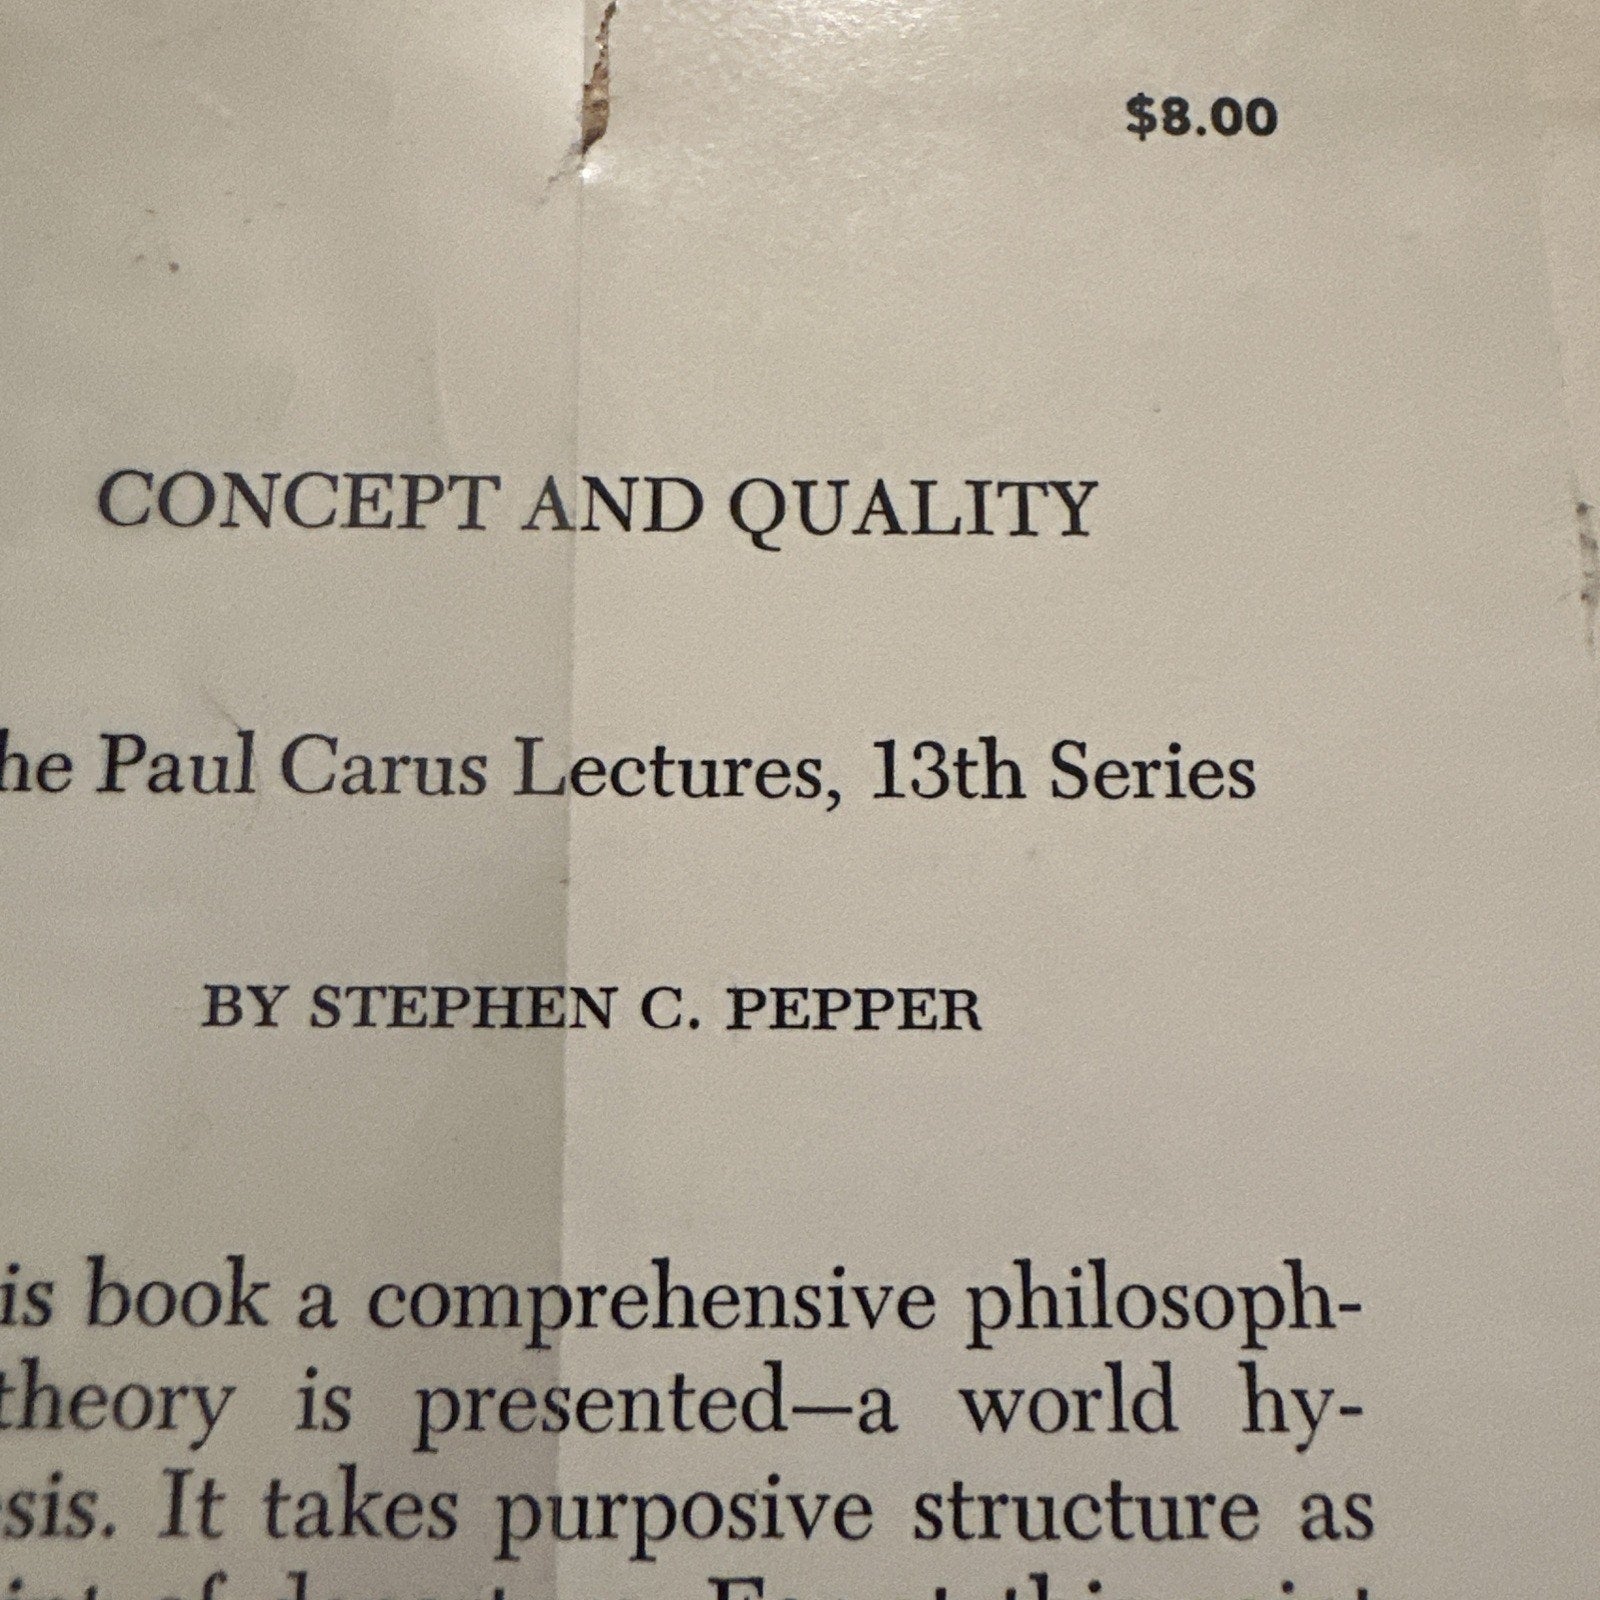 $8.00
CONCEPT AND QUALITY
he Paul Carus Lectures, 13th Series
BY STEPHEN C. PEPPER
is book a comprehensive philosoph-
theory is presented—a world hy-
sis. It takes purposive structure as